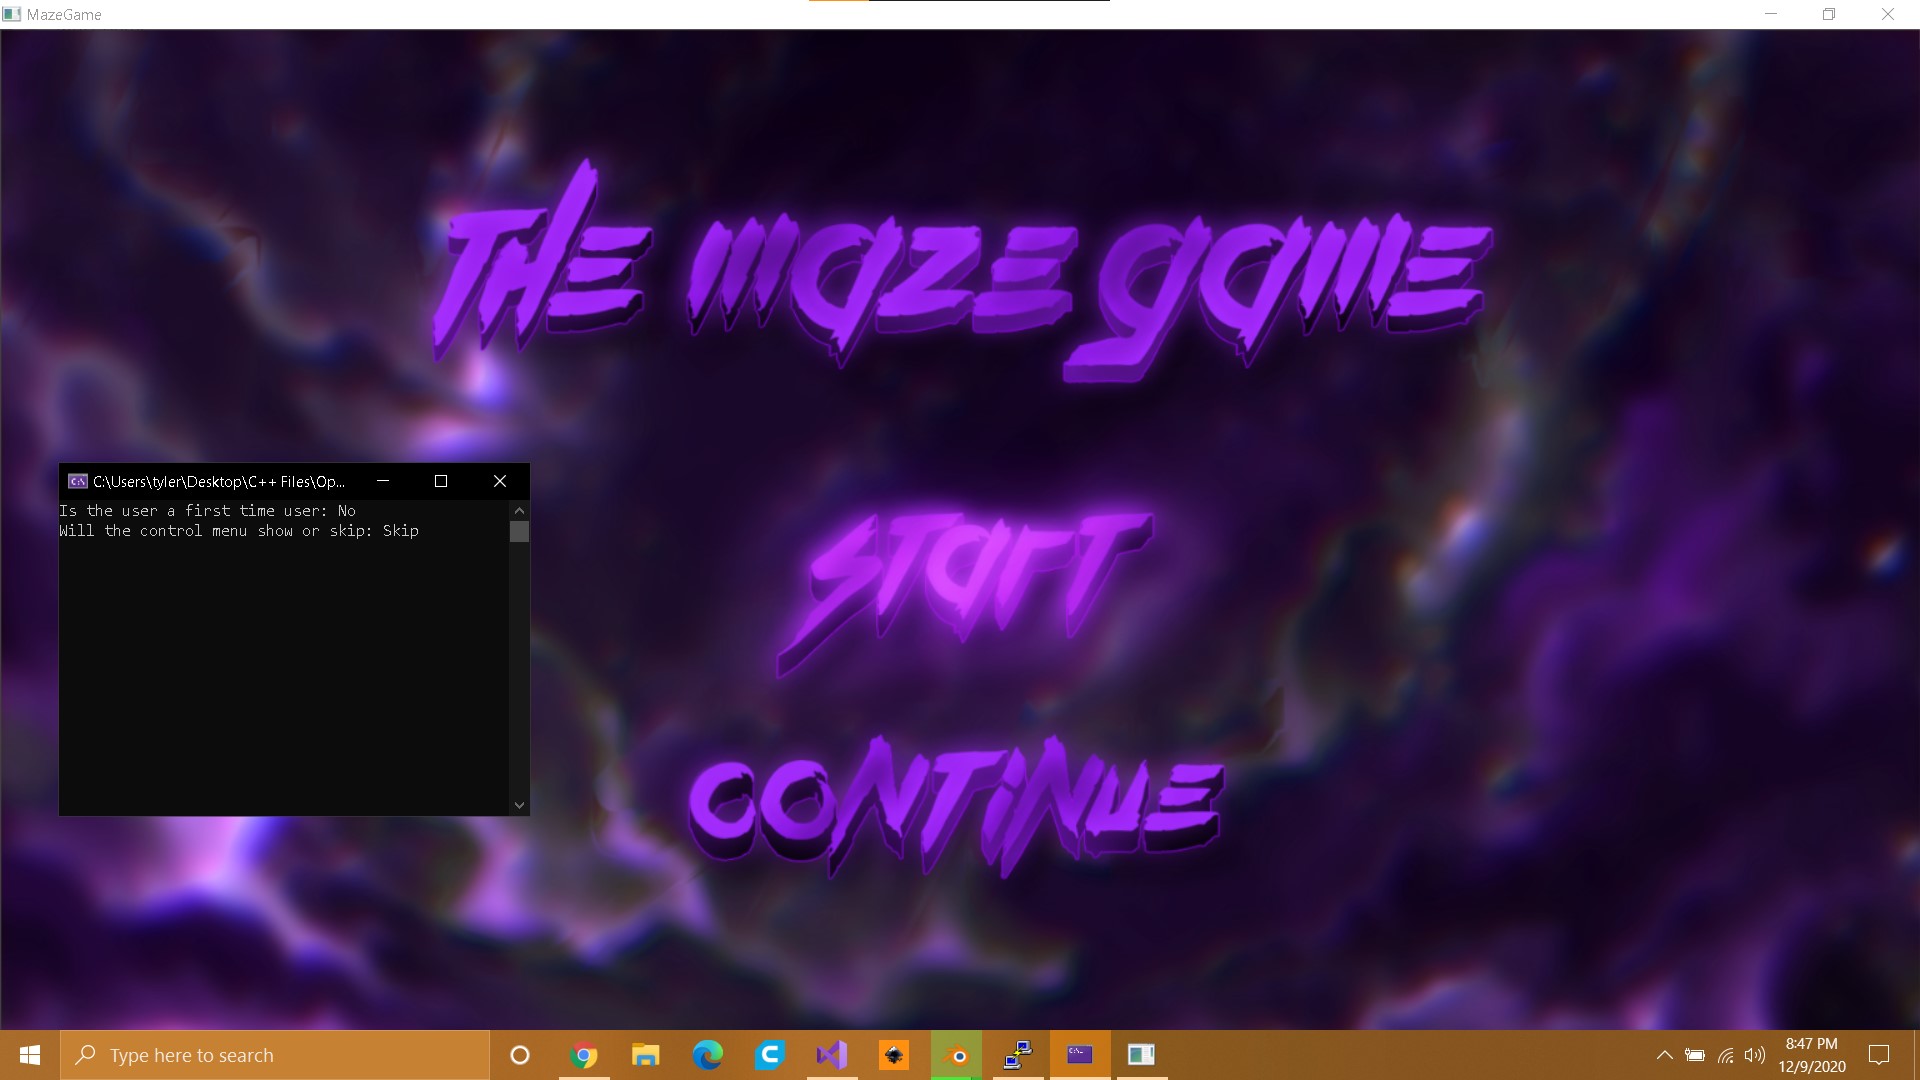 MazeGame
THE MAZE GAME
START
CONTINUE
C:\Users\tyler\Desktop\C++ Files\Op...
Is the user a first time user: No
Will the control menu show or skip: Skip
Type here to search
8:47 PM
12/9/2020